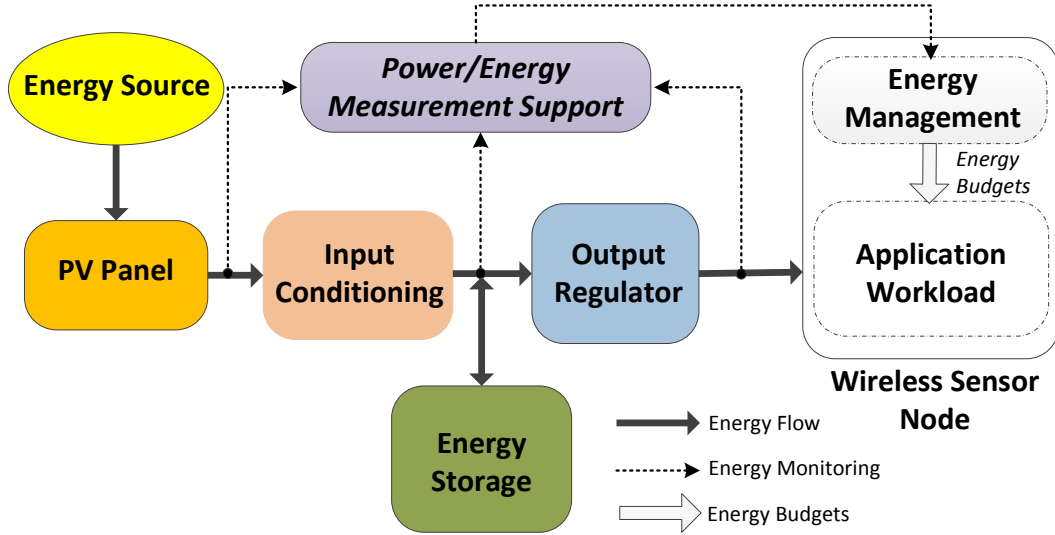 Energy Source
Power/Energy
Measurement Support
Energy
Management
Energy
Budgets
PV Panel
Input
Conditioning
Output
Regulator
Application
Workload
Wireless Sensor
Node
Energy
Storage
Energy Flow
Energy Monitoring
Energy Budgets